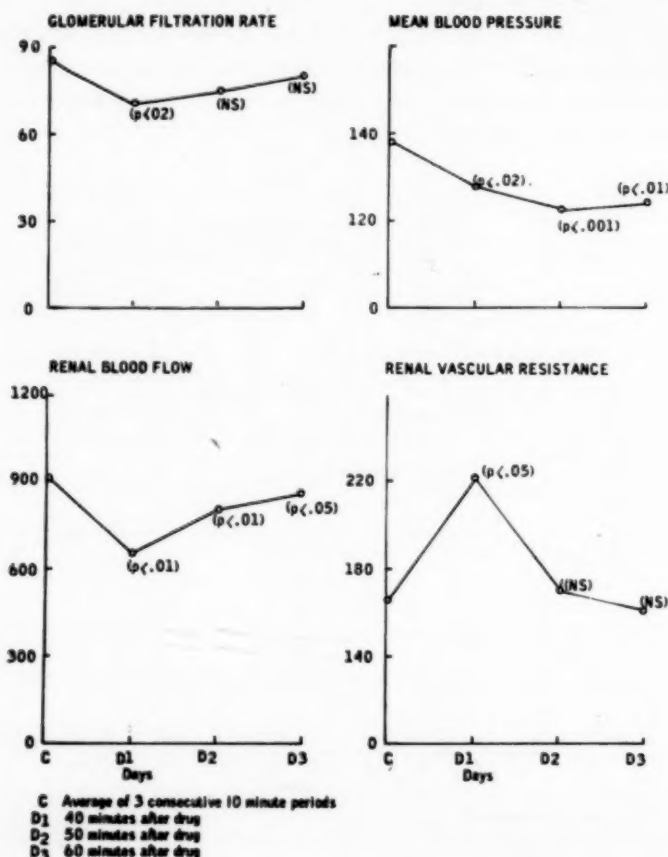 GLOMERULAR FILTRATION RATE
90
60
30
0
(p<.02)
(NS)
(NS)
MEAN BLOOD PRESSURE
140
120
0
(p<.02).
(p<.001)
(p<.01)
RENAL BLOOD FLOW
1200
900
600
300
0
(p<.01)
(p<.01)
(p<.05)
C D1 D2 D3
Days
RENAL VASCULAR RESISTANCE
220
180
140
0
(p<.05)
((NS)
(NS)
C D1 D2 D3
Days
C Average of 3 consecutive 10 minute periods
D1 40 minutes after drug
D2 50 minutes after drug
D3 60 minutes after drug